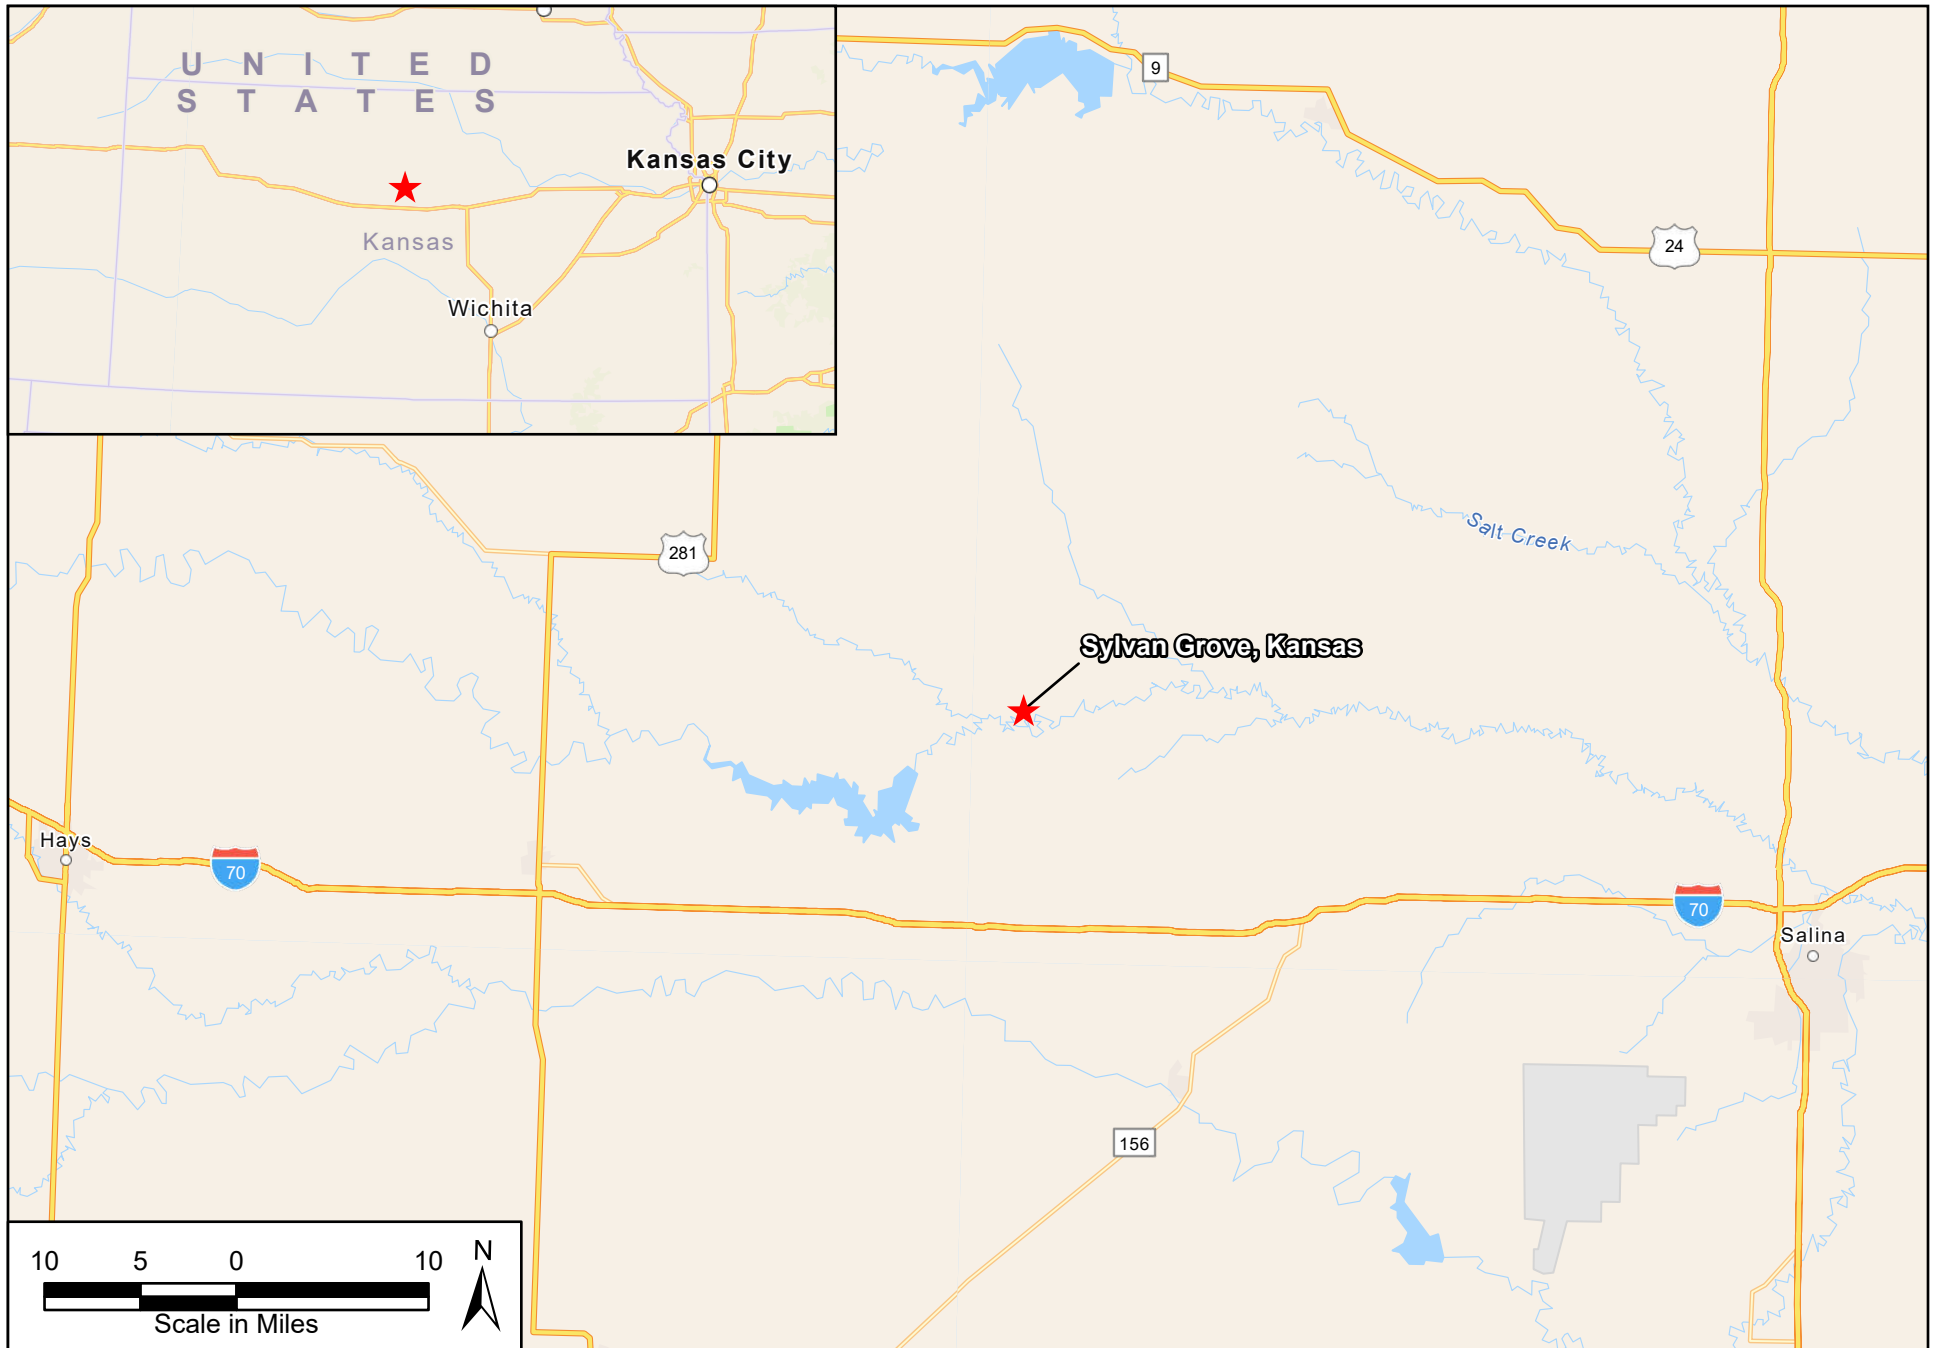 UNITED
STATES
Kansas City
Kansas
Wichita
9
24
281
Salt Creek
Sylvan Grove, Kansas
Hays
70
70
Salina
156
10 5 0 10
N
Scale in Miles